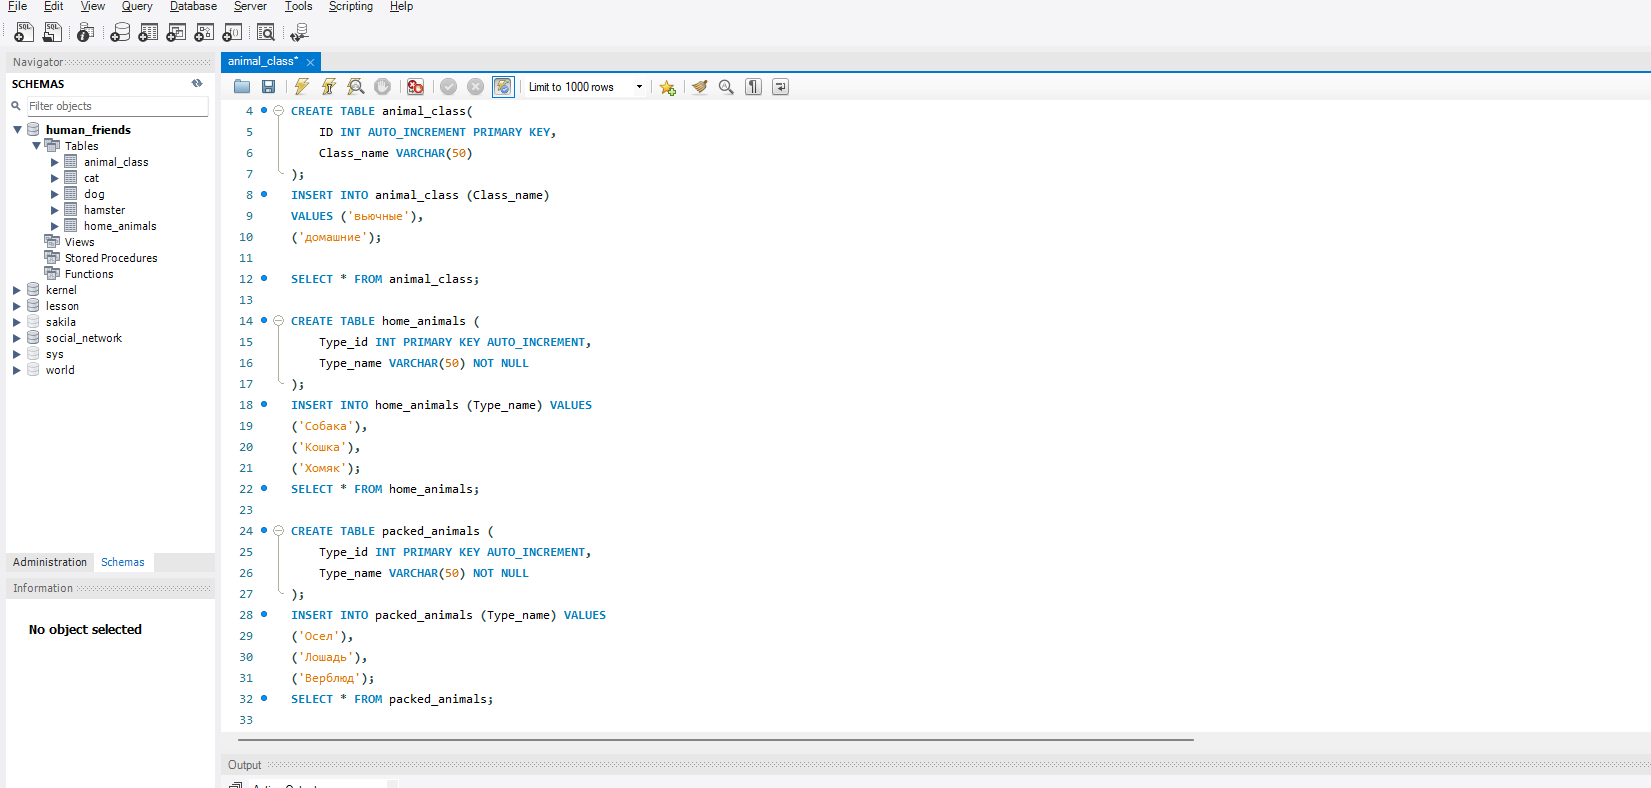 File Edit View Query Database Server Tools Scripting Help
Navigator
SCHEMAS
Filter objects
human_friends
Tables
animal_class
cat
dog
hamster
home_animals
Views
Stored Procedures
Functions
kernel
lesson
sakila
social_network
sys
world
Administration Schemas
Information
No object selected
animal_class*
Limit to 1000 rows
4 CREATE TABLE animal_class(
5 ID INT AUTO_INCREMENT PRIMARY KEY,
6 Class_name VARCHAR(50)
7 );
8 INSERT INTO animal_class (Class_name)
9 VALUES ('вьючные'),
10 ('домашние');
11
12 SELECT * FROM animal_class;
13
14 CREATE TABLE home_animals (
15 Type_id INT PRIMARY KEY AUTO_INCREMENT,
16 Type_name VARCHAR(50) NOT NULL
17 );
18 INSERT INTO home_animals (Type_name) VALUES
19 ('Собака'),
20 ('Кошка'),
21 ('Хомяк');
22 SELECT * FROM home_animals;
23
24 CREATE TABLE packed_animals (
25 Type_id INT PRIMARY KEY AUTO_INCREMENT,
26 Type_name VARCHAR(50) NOT NULL
27 );
28 INSERT INTO packed_animals (Type_name) VALUES
29 ('Осел'),
30 ('Лошадь'),
31 ('Верблюд');
32 SELECT * FROM packed_animals;
33
Output